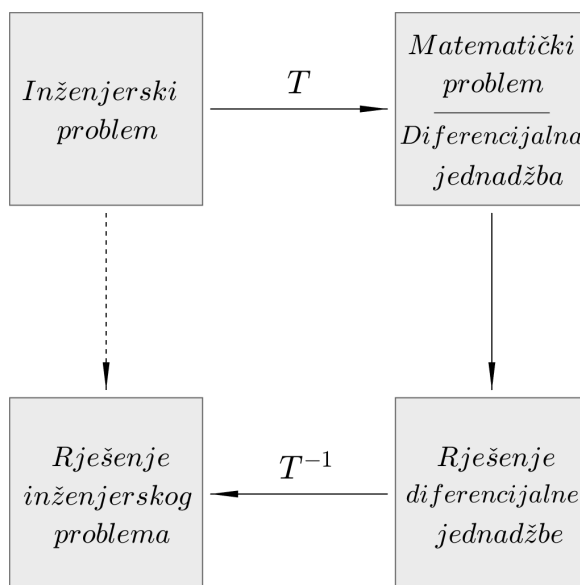 Inženjerski
problem
T
Matematički
problem
Diferencijalna
jednadžba
Rješenje
inženjerskog
problema
T⁻¹
Rješenje
diferencijalne
jednadžbe